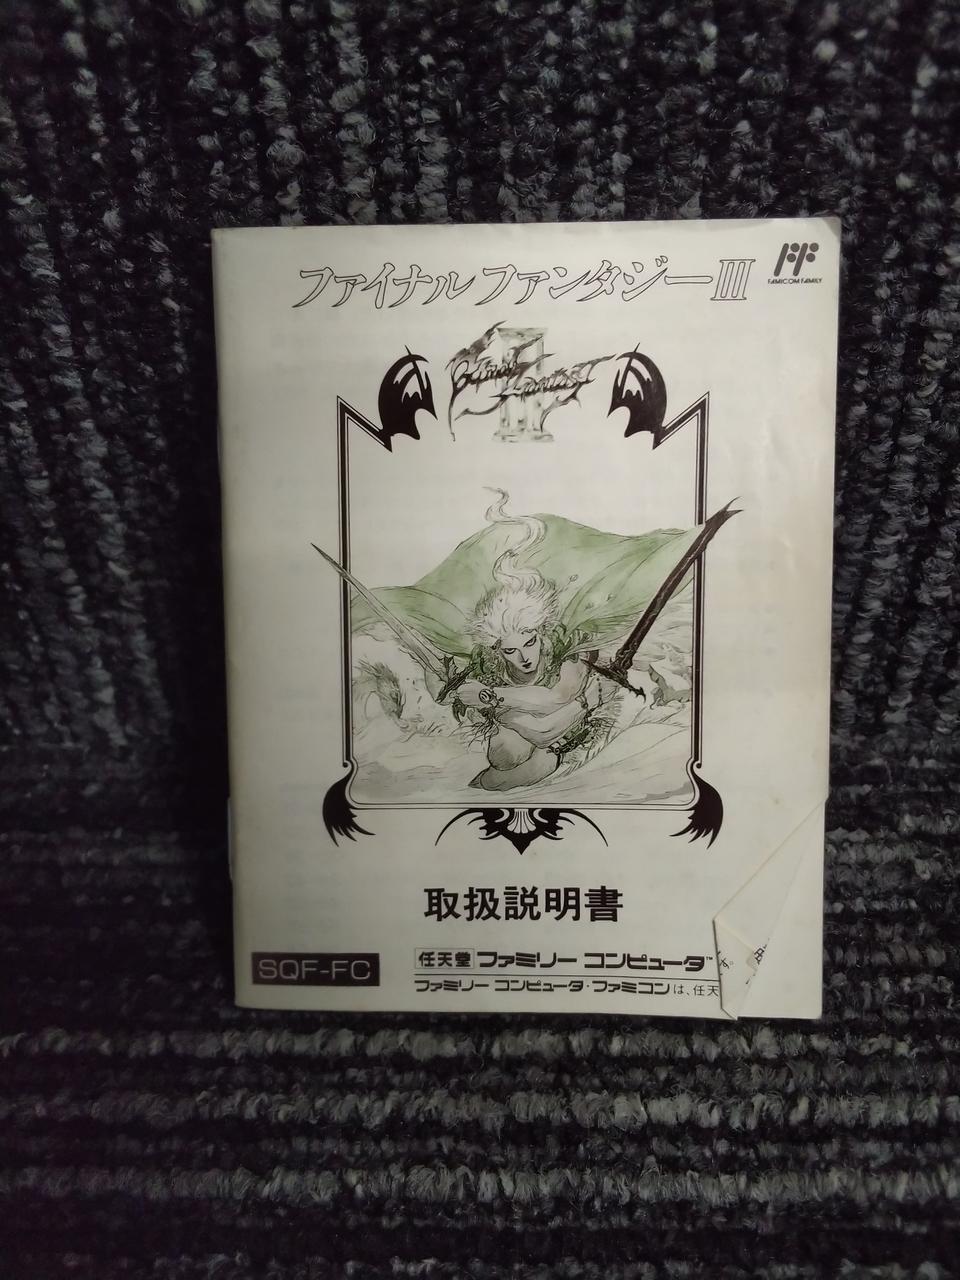 ファイナルファンタジーIII
FAMICOM FAMILY
FINAL FANTASY
III
取扱説明書
SQF-FC
任天堂 ファミリーコンピュータ™
ファミリーコンピュータ・ファミコンは、任天
す。